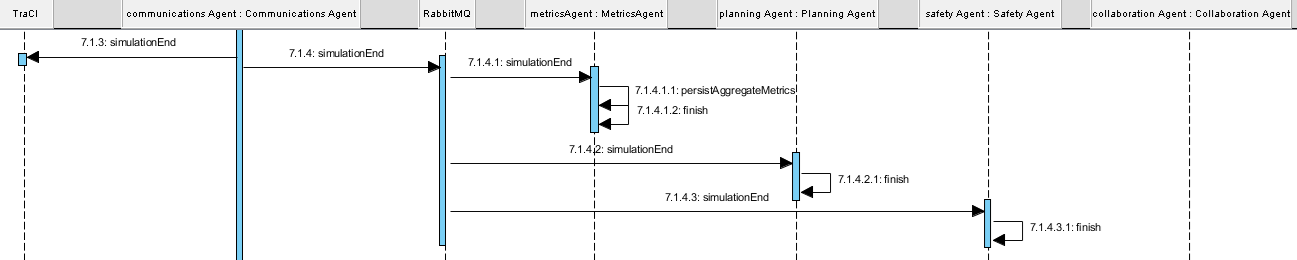 TraCI
communications Agent : Communications Agent
RabbitMQ
metricsAgent : MetricsAgent
planning Agent : Planning Agent
safety Agent : Safety Agent
collaboration Agent : Collaboration Agent
7.1.3: simulationEnd
7.1.4: simulationEnd
7.1.4.1: simulationEnd
7.1.4.1.1: persistAggregateMetrics
7.1.4.1.2: finish
7.1.4.2: simulationEnd
7.1.4.2.1: finish
7.1.4.3: simulationEnd
7.1.4.3.1: finish